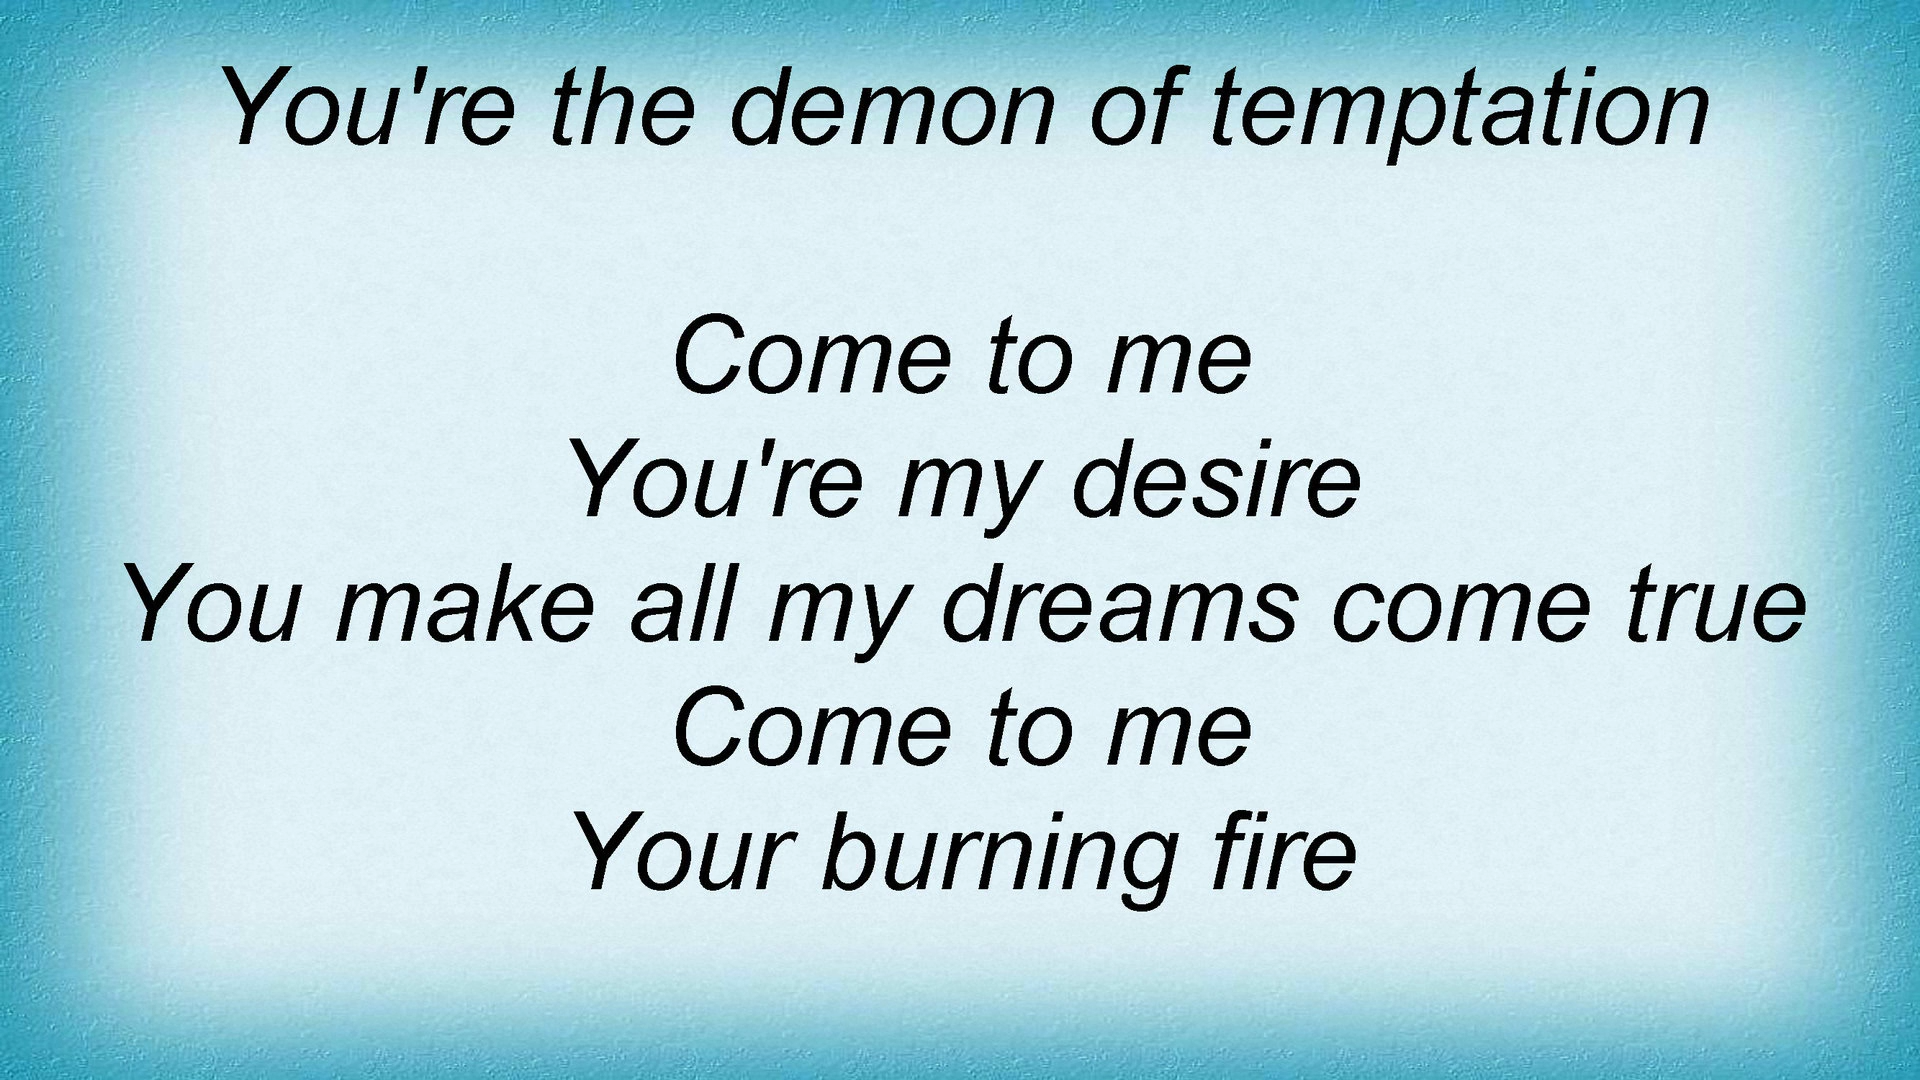 You're the demon of temptation
Come to me
You're my desire
You make all my dreams come true
Come to me
Your burning fire